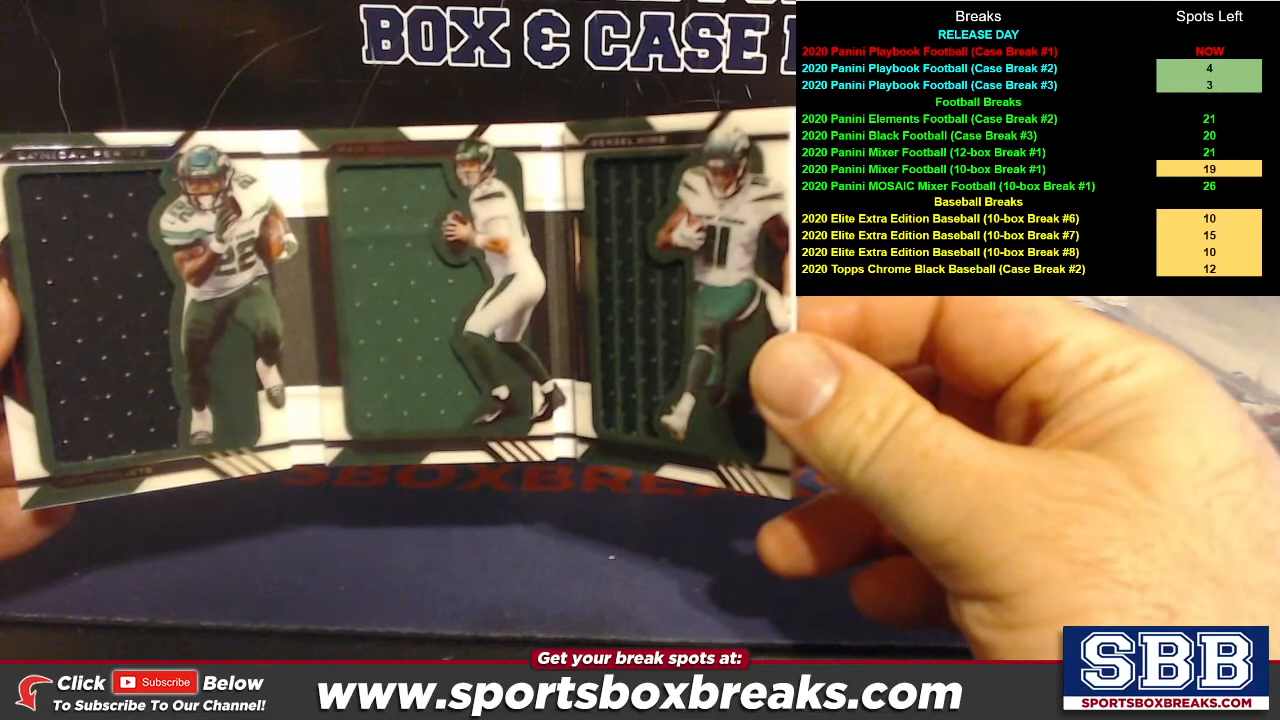 BOX & CASE
Breaks Spots Left
RELEASE DAY
2020 Panini Playbook Football (Case Break #1) NOW
2020 Panini Playbook Football (Case Break #2) 4
2020 Panini Playbook Football (Case Break #3) 3
Football Breaks
2020 Panini Elements Football (Case Break #2) 21
2020 Panini Black Football (Case Break #3) 20
2020 Panini Mixer Football (12-box Break #1) 21
2020 Panini Mixer Football (10-box Break #1) 19
2020 Panini MOSAIC Mixer Football (10-box Break #1) 26
Baseball Breaks
2020 Elite Extra Edition Baseball (10-box Break #6) 10
2020 Elite Extra Edition Baseball (10-box Break #7) 15
2020 Elite Extra Edition Baseball (10-box Break #8) 10
2020 Topps Chrome Black Baseball (Case Break #2) 12
22
11
JETS
SBOXBREA
Get your break spots at:
Click Subscribe Below
To Subscribe To Our Channel!
www.sportsboxbreaks.com
SBB
SPORTSBOXBREAKS.COM